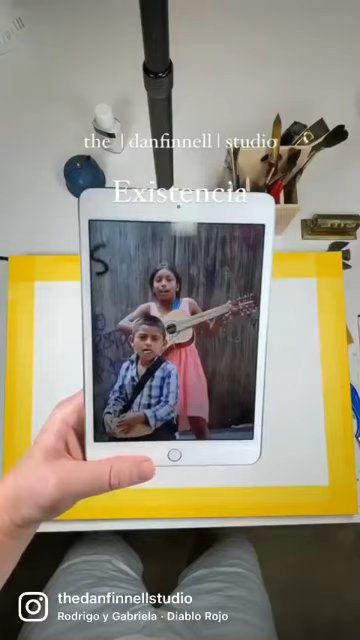 the | danfinnell | studio
Existencia
S
thedanfinnellstudio
Rodrigo y Gabriela · Diablo Rojo